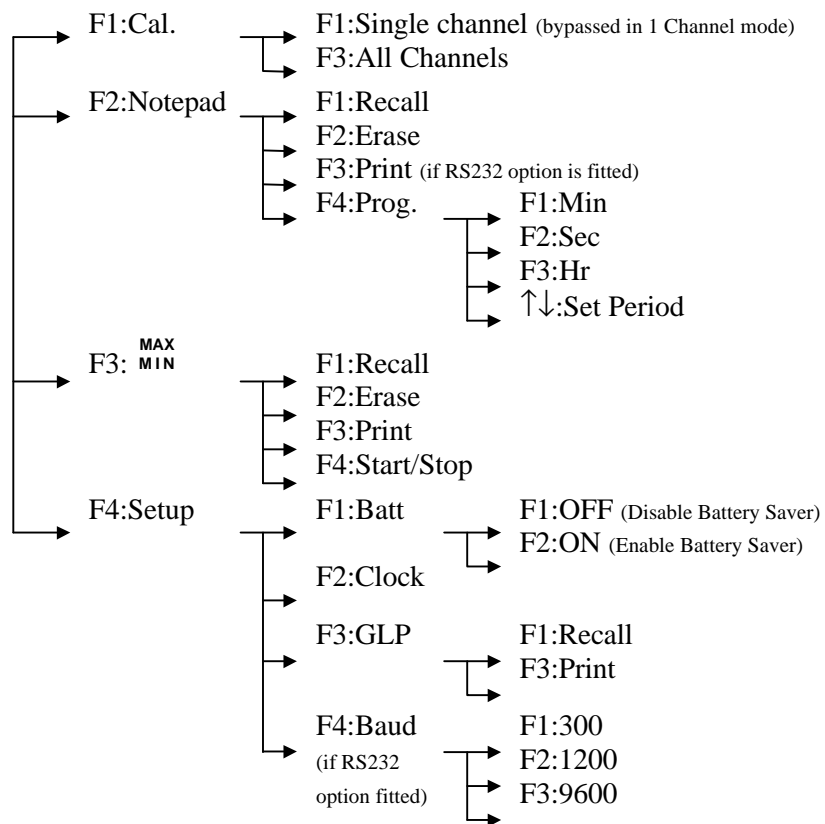 F1:Cal.
F1:Single channel (bypassed in 1 Channel mode)
F3:All Channels
F2:Notepad
F1:Recall
F2:Erase
F3:Print (if RS232 option is fitted)
F4:Prog.
F1:Min
F2:Sec
F3:Hr
↑↓:Set Period
F3: MAX
MIN
F1:Recall
F2:Erase
F3:Print
F4:Start/Stop
F4:Setup
F1:Batt
F1:OFF (Disable Battery Saver)
F2:ON (Enable Battery Saver)
F2:Clock
F3:GLP
F1:Recall
F3:Print
F4:Baud
(if RS232
option fitted)
F1:300
F2:1200
F3:9600